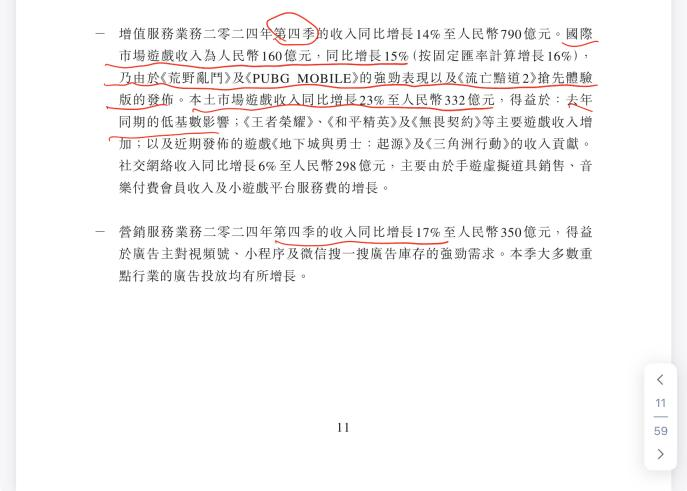 — 增值服務業務二零二四年第四季的收入同比增長14%至人民幣790億元。國際
市場遊戲收入為人民幣160億元，同比增長15%（按固定匯率計算增長16%），
乃由於《荒野亂鬥》及《PUBG MOBILE》的強勁表現以及《流亡黯道2》搶先體驗
版的發佈。本土市場遊戲收入同比增長23%至人民幣332億元，得益於：去年
同期的低基數影響；《王者榮耀》、《和平精英》及《無畏契約》等主要遊戲收入增
加；以及近期發佈的遊戲《地下城與勇士：起源》及《三角洲行動》的收入貢獻。
社交網絡收入同比增長6%至人民幣298億元，主要由於手遊虛擬道具銷售、音
樂付費會員收入及小遊戲平台服務費的增長。
— 營銷服務業務二零二四年第四季的收入同比增長17%至人民幣350億元，得益
於廣告主對視頻號、小程序及微信搜一搜廣告庫存的強勁需求。本季大多數重
點行業的廣告投放均有所增長。
11
11
59